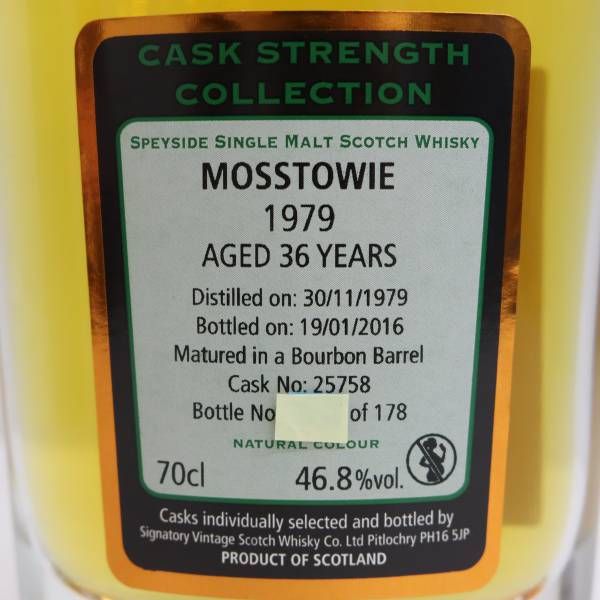 CASK STRENGTH
COLLECTION
SPEYSIDE SINGLE MALT SCOTCH WHISKY
MOSSTOWIE
1979
AGED 36 YEARS
Distilled on: 30/11/1979
Bottled on: 19/01/2016
Matured in a Bourbon Barrel
Cask No: 25758
Bottle No of 178
NATURAL COLOUR
70cl 46.8%vol.
Casks individually selected and bottled by
Signatory Vintage Scotch Whisky Co. Ltd Pitlochry PH16 5JP
PRODUCT OF SCOTLAND